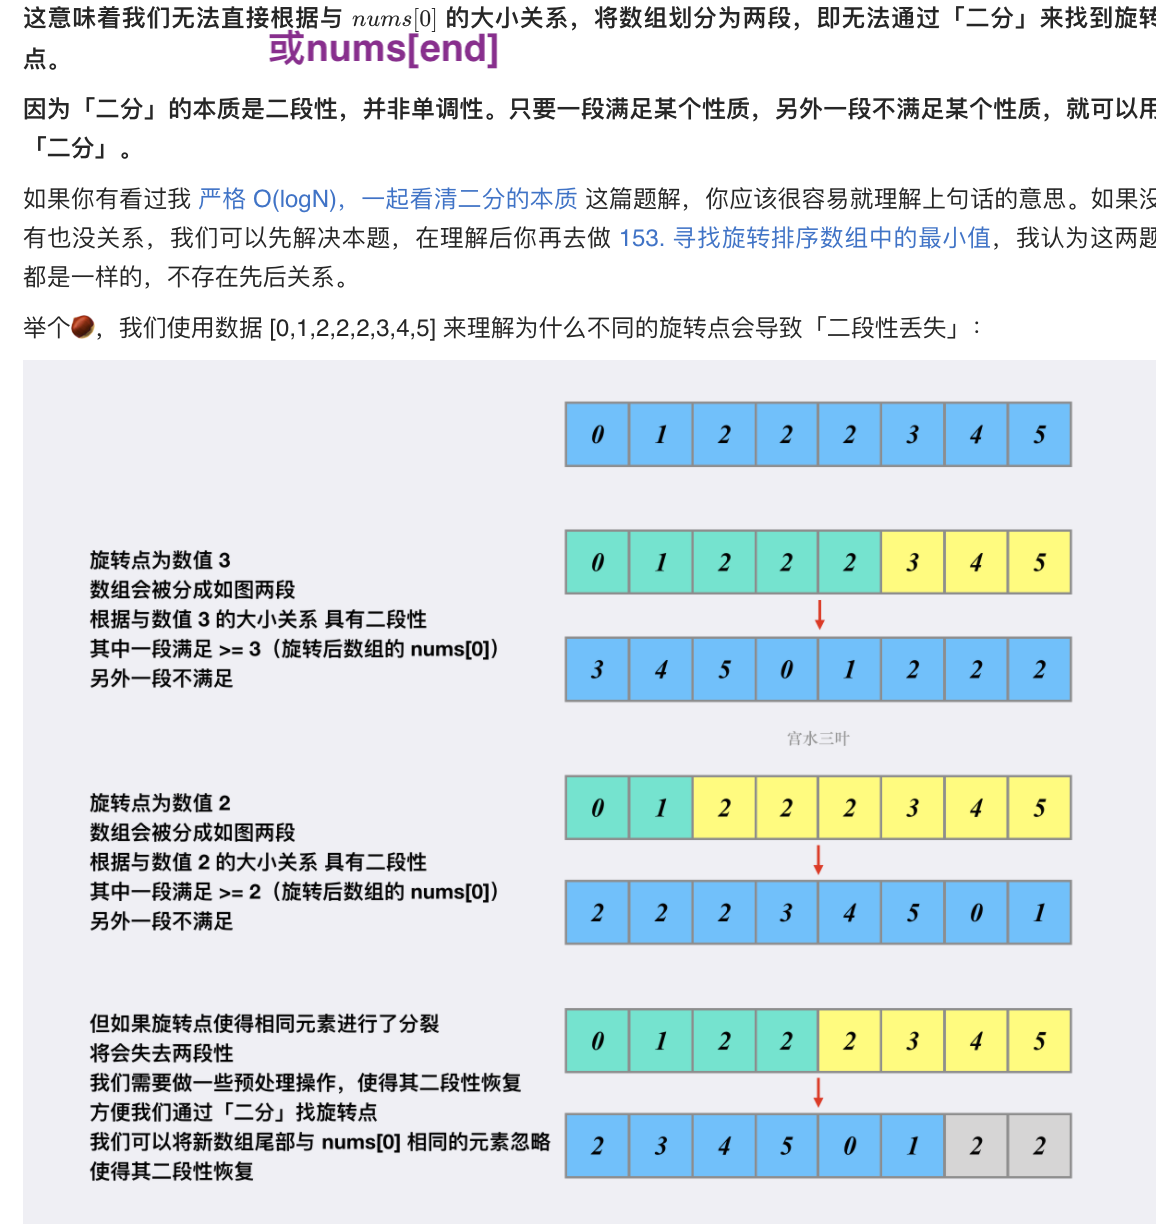 这意味着我们无法直接根据与 nums[0] 的大小关系，将数组划分为两段，即无法通过「二分」来找到旋转
点。
或nums[end]
因为「二分」的本质是二段性，并非单调性。只要一段满足某个性质，另外一段不满足某个性质，就可以用
「二分」。
如果你有看过我 严格 O(logN)，一起看清二分的本质 这篇题解，你应该很容易就理解上句话的意思。如果没
有也没关系，我们可以先解决本题，在理解后你再去做 153. 寻找旋转排序数组中的最小值，我认为这两题
都是一样的，不存在先后关系。
举个🌰，我们使用数据 [0,1,2,2,2,3,4,5] 来理解为什么不同的旋转点会导致「二段性丢失」：
0 1 2 2 2 3 4 5
旋转点为数值 3
数组会被分成如图两段
根据与数值 3 的大小关系 具有二段性
其中一段满足 >= 3（旋转后数组的 nums[0]）
另外一段不满足
0 1 2 2 2 3 4 5
3 4 5 0 1 2 2 2
宫水三叶
旋转点为数值 2
数组会被分成如图两段
根据与数值 2 的大小关系 具有二段性
其中一段满足 >= 2（旋转后数组的 nums[0]）
另外一段不满足
0 1 2 2 2 3 4 5
2 2 2 3 4 5 0 1
但如果旋转点使得相同元素进行了分裂
将会失去两段性
我们需要做一些预处理操作，使得其二段性恢复
方便我们通过「二分」找旋转点
我们可以将新数组尾部与 nums[0] 相同的元素忽略
使得其二段性恢复
0 1 2 2 2 3 4 5
2 3 4 5 0 1 2 2